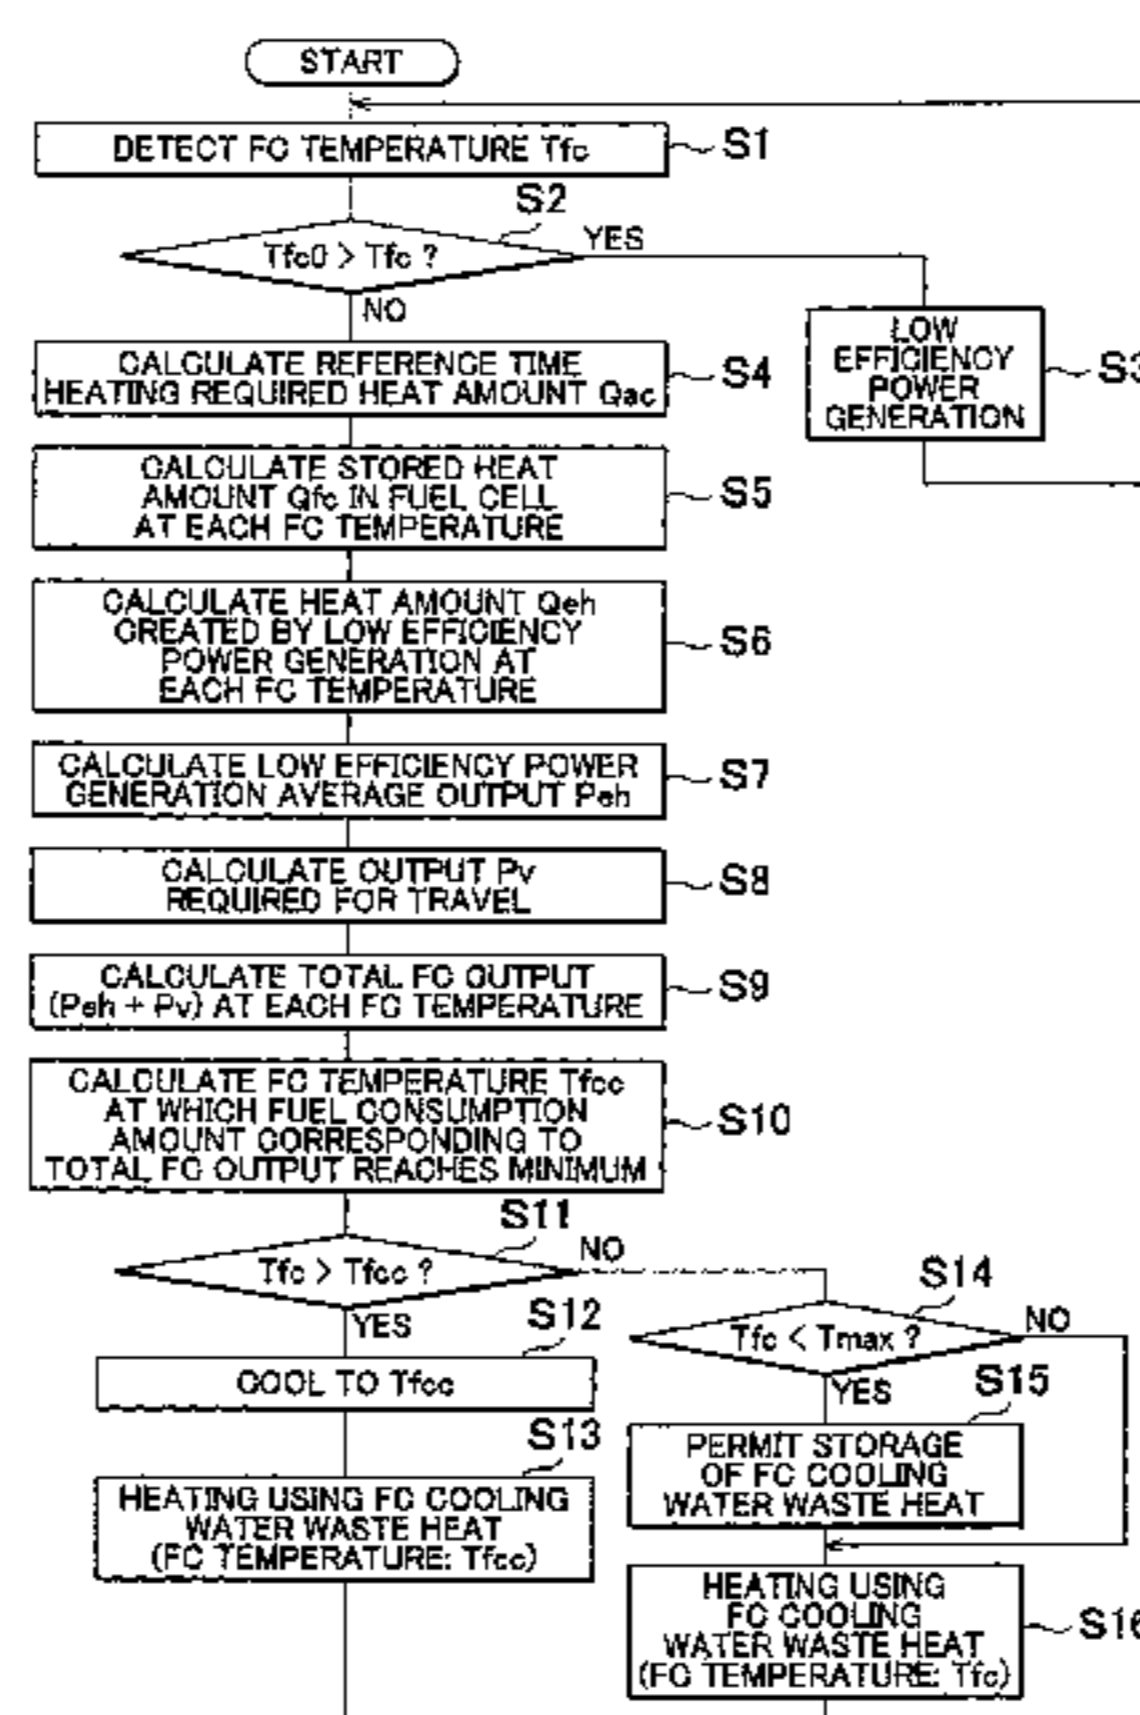 START
DETECT FC TEMPERATURE Tfc
S1
S2
Tfc0 > Tfc ?
YES
NO
LOW
EFFICIENCY
POWER
GENERATION
S3
CALCULATE REFERENCE TIME
HEATING REQUIRED HEAT AMOUNT Qac
S4
CALCULATE STORED HEAT
AMOUNT Qfc IN FUEL CELL
AT EACH FC TEMPERATURE
S5
CALCULATE HEAT AMOUNT Qeh
CREATED BY LOW EFFICIENCY
POWER GENERATION AT
EACH FC TEMPERATURE
S6
CALCULATE LOW EFFICIENCY POWER
GENERATION AVERAGE OUTPUT Peh
S7
CALCULATE OUTPUT Pv
REQUIRED FOR TRAVEL
S8
CALCULATE TOTAL FC OUTPUT
(Peh + Pv) AT EACH FC TEMPERATURE
S9
CALCULATE FC TEMPERATURE Tfcc
AT WHICH FUEL CONSUMPTION
AMOUNT CORRESPONDING TO
TOTAL FC OUTPUT REACHES MINIMUM
S10
S11
Tfc > Tfcc ?
NO
YES
S12
COOL TO Tfcc
S13
HEATING USING FC COOLING
WATER WASTE HEAT
(FC TEMPERATURE: Tfcc)
S14
Tfc < Tmax ?
NO
YES
S15
PERMIT STORAGE
OF FC COOLING
WATER WASTE HEAT
HEATING USING
FC COOLING
WATER WASTE HEAT
(FC TEMPERATURE: Tfc)
S16